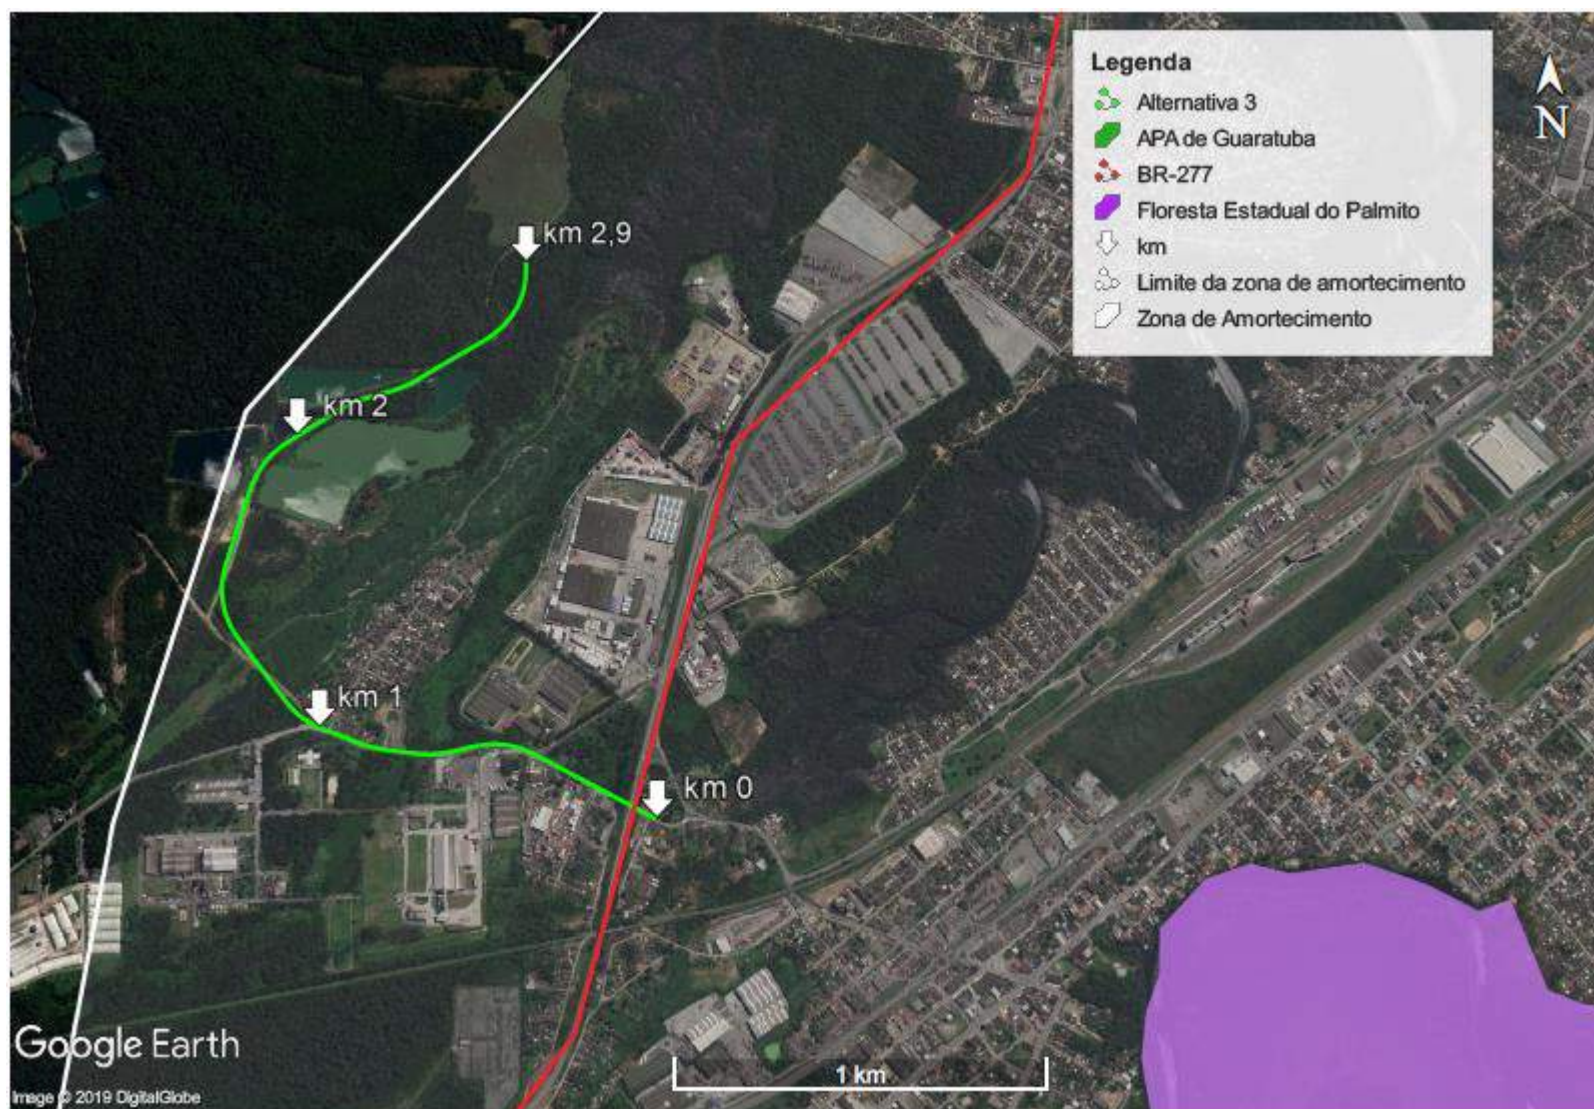 Legenda
Alternativa 3
APA de Guaratuba
BR-277
Floresta Estadual do Palmito
km
Limite da zona de amortecimento
Zona de Amortecimento
N
km 2,9
km 2
km 1
km 0
Google Earth
1 km
Image © 2019 DigitalGlobe